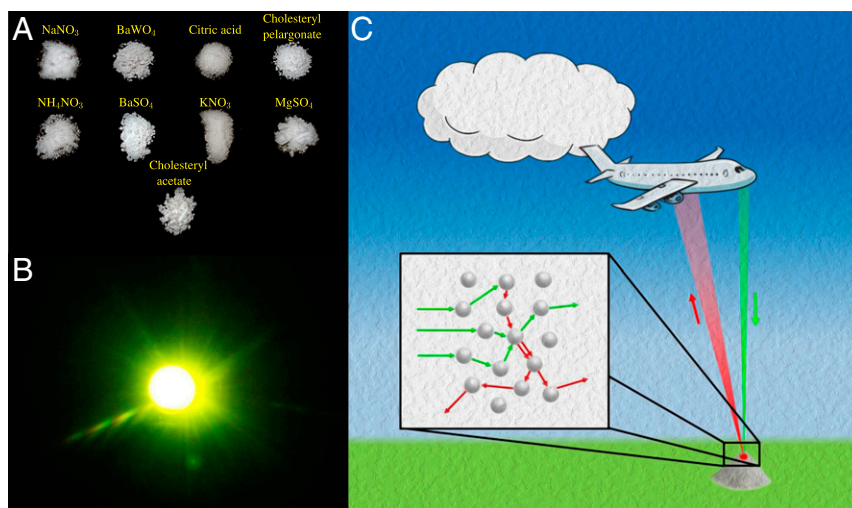 A
NaNO₃
BaWO₄
Citric acid
Cholesteryl
pelargonate
NH₄NO₃
BaSO₄
KNO₃
MgSO₄
Cholesteryl
acetate
B
C